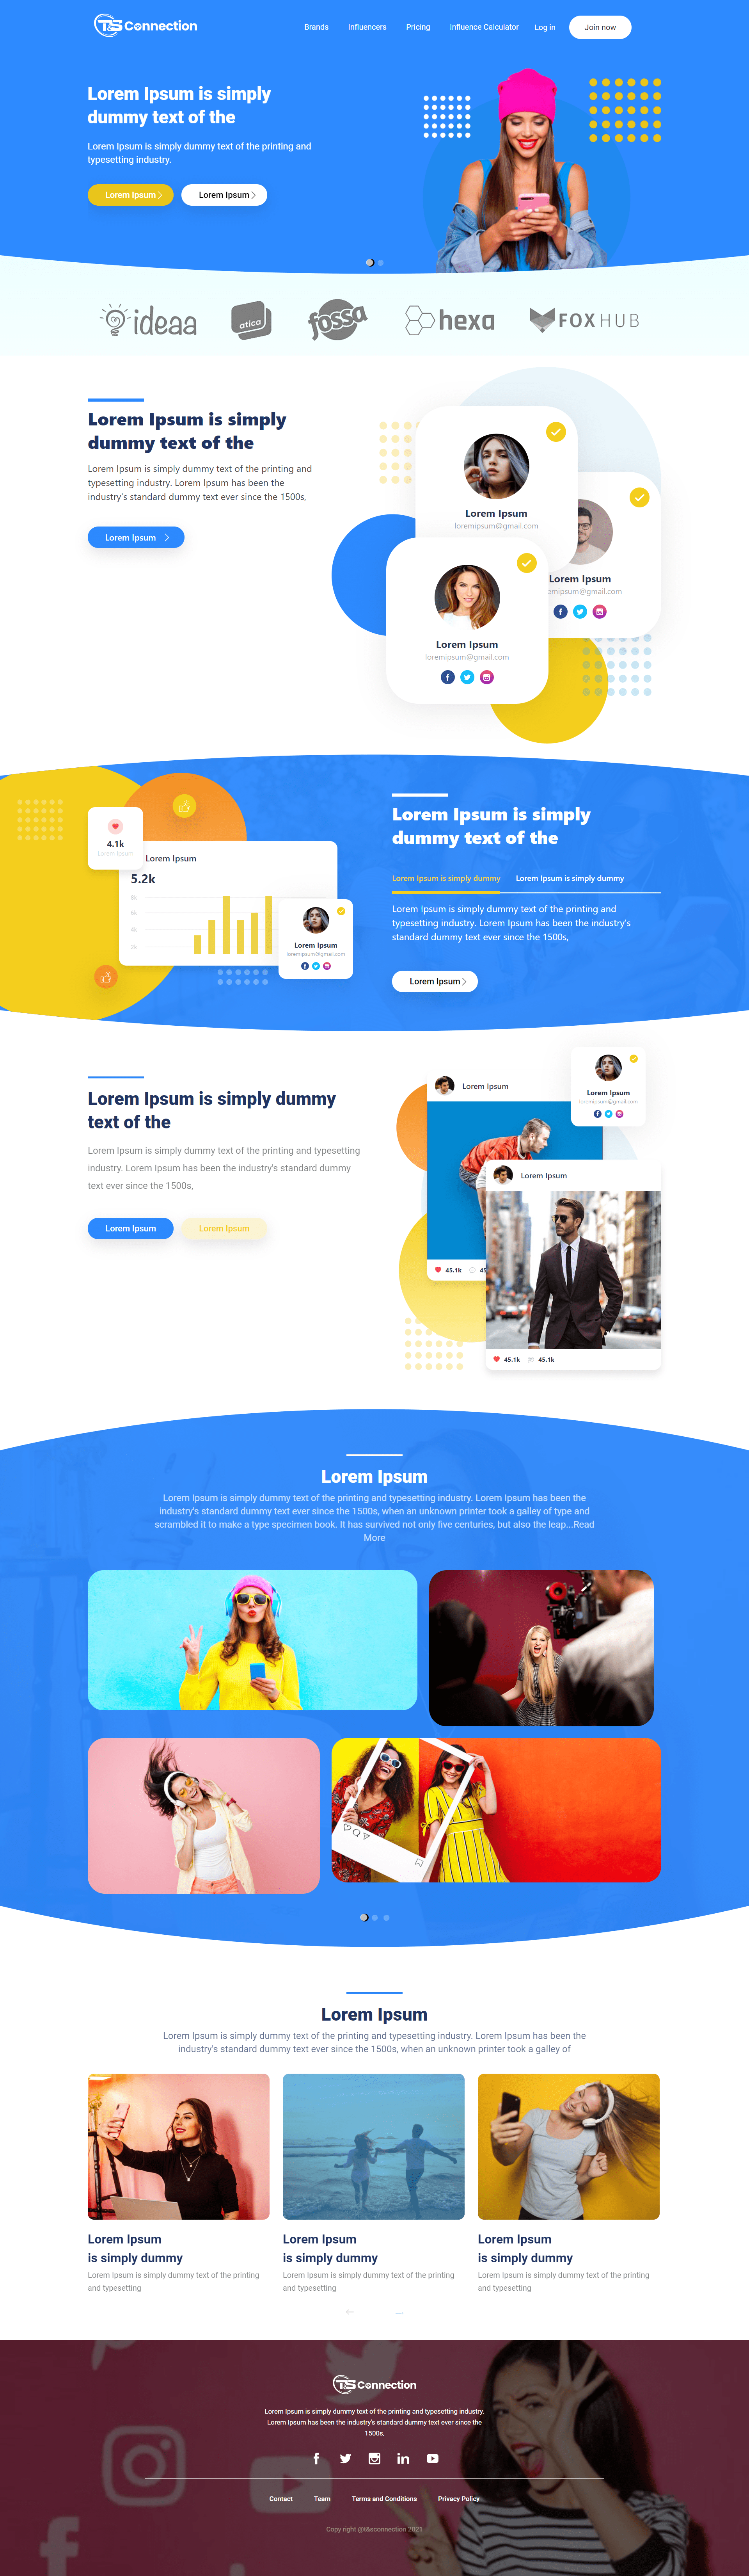 T&S Connection
Brands Influencers Pricing Influence Calculator Log in Join now
Lorem Ipsum is simply
dummy text of the
Lorem Ipsum is simply dummy text of the printing and
typesetting industry.
Lorem Ipsum Lorem Ipsum
ideaa atica fossa hexa FOXHUB
Lorem Ipsum is simply
dummy text of the
Lorem Ipsum is simply dummy text of the printing and
typesetting industry. Lorem Ipsum has been the
industry's standard dummy text ever since the 1500s,
Lorem Ipsum
Lorem Ipsum
loremipsum@gmail.com
Lorem Ipsum
emipsum@gmail.com
Lorem Ipsum
loremipsum@gmail.com
4.1k
Lorem Ipsum
Lorem Ipsum
5.2k
8k
6k
4k
2k
Lorem Ipsum
loremipsum@gmail.com
Lorem Ipsum is simply
dummy text of the
Lorem Ipsum is simply dummy Lorem Ipsum is simply dummy
Lorem Ipsum is simply dummy text of the printing and
typesetting industry. Lorem Ipsum has been the
industry's standard dummy text ever since the 1500s,
Lorem Ipsum
Lorem Ipsum is simply dummy
text of the
Lorem Ipsum is simply dummy text of the printing and typesetting
industry. Lorem Ipsum has been the industry's standard dummy
text ever since the 1500s,
Lorem Ipsum Lorem Ipsum
Lorem Ipsum
Lorem Ipsum
loremipsum@gmail.com
Lorem Ipsum
45.1k 45
45.1k 45.1k
Lorem Ipsum
Lorem Ipsum is simply dummy text of the printing and typesetting industry. Lorem Ipsum has been the
industry's standard dummy text ever since the 1500s, when an unknown printer took a galley of type and
scrambled it to make a type specimen book. It has survived not only five centuries, but also the leap...Read
More
Lorem Ipsum
Lorem Ipsum is simply dummy text of the printing and typesetting industry. Lorem Ipsum has been the
industry's standard dummy text ever since the 1500s, when an unknown printer took a galley of
Lorem Ipsum
is simply dummy
Lorem Ipsum is simply dummy text of the printing
and typesetting
Lorem Ipsum
is simply dummy
Lorem Ipsum is simply dummy text of the printing
and typesetting
Lorem Ipsum
is simply dummy
Lorem Ipsum is simply dummy text of the printing
and typesetting
T&S Connection
Lorem Ipsum is simply dummy text of the printing and typesetting industry.
Lorem Ipsum has been the industry's standard dummy text ever since the
1500s,
Contact Team Terms and Conditions Privacy Policy
Copy right @t&sconnection 2021